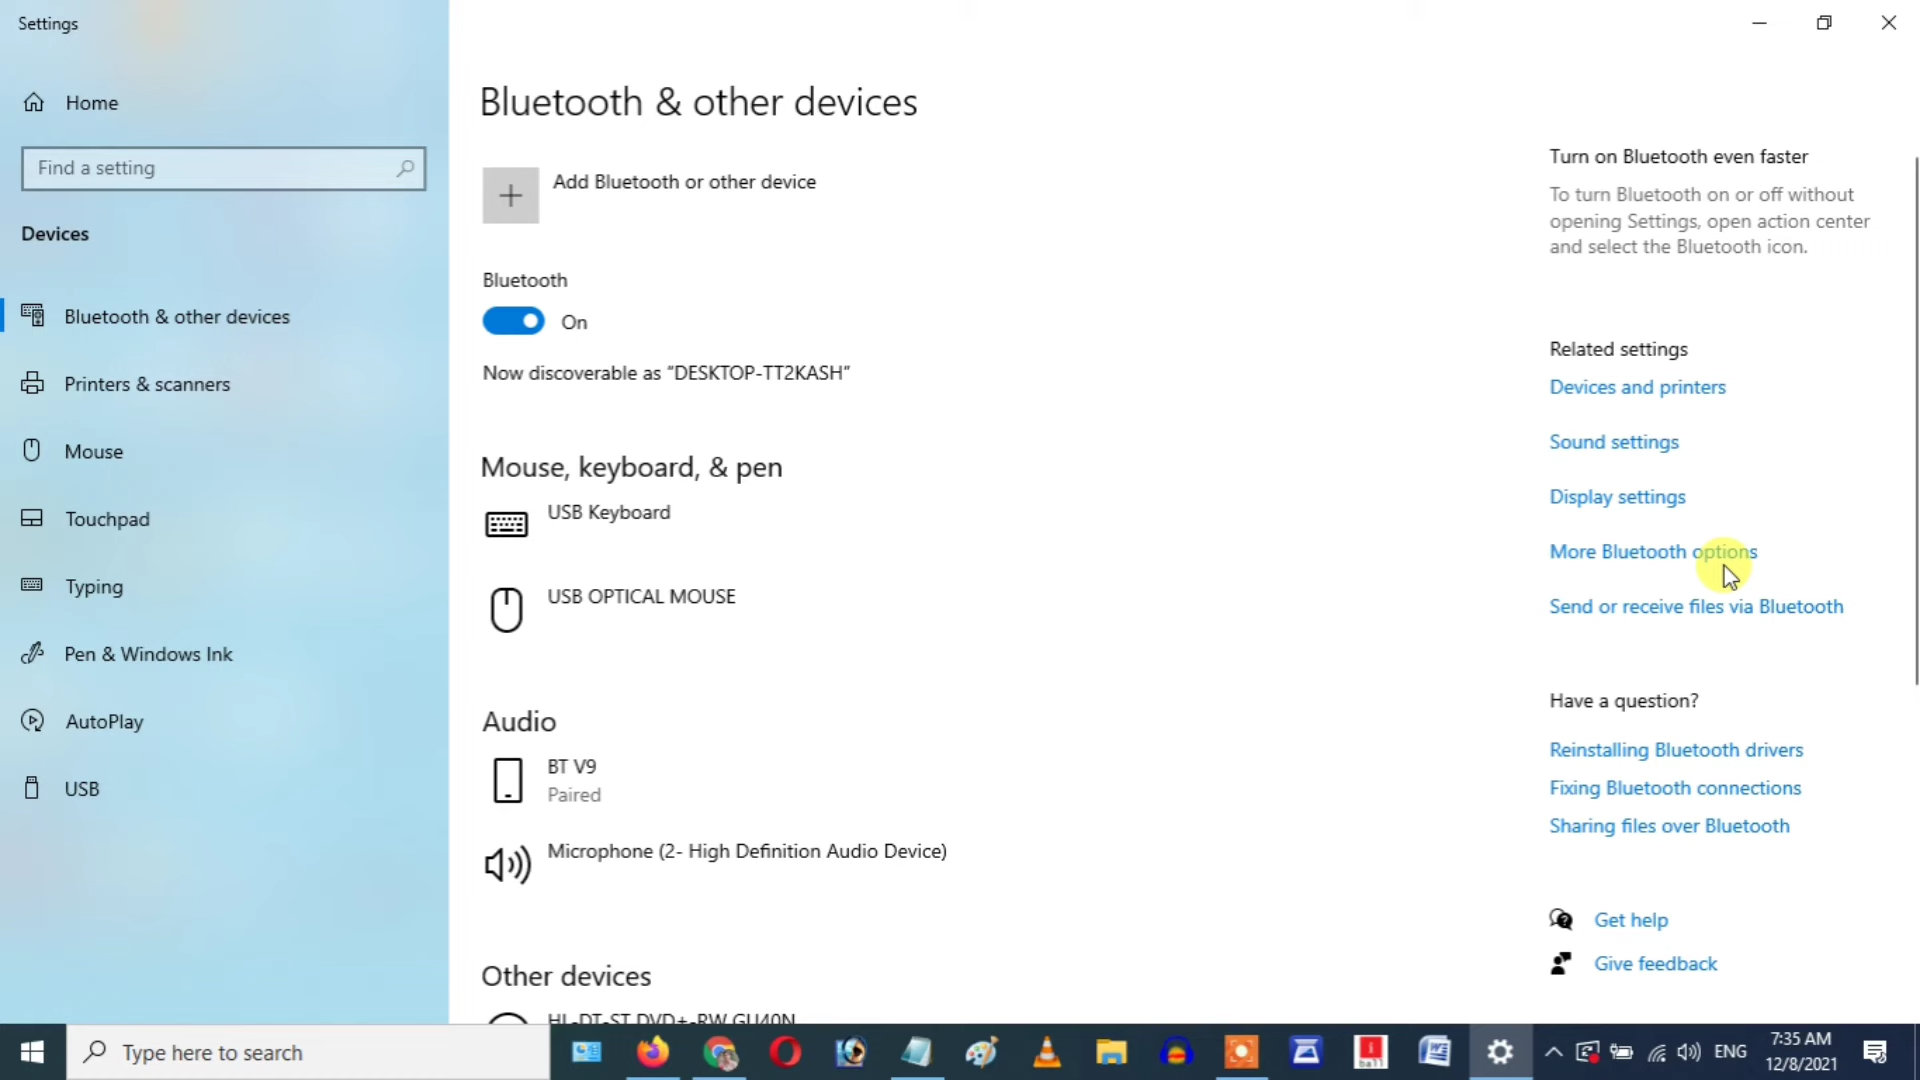 Settings
Home
Find a setting
Devices
Bluetooth & other devices
Printers & scanners
Mouse
Touchpad
Typing
Pen & Windows Ink
AutoPlay
USB
Bluetooth & other devices
Add Bluetooth or other device
Bluetooth
On
Now discoverable as "DESKTOP-TT2KASH"
Mouse, keyboard, & pen
USB Keyboard
USB OPTICAL MOUSE
Audio
BT V9
Paired
Microphone (2- High Definition Audio Device)
Other devices
HL-DT-ST DVD+-RW GU40N
Turn on Bluetooth even faster
To turn Bluetooth on or off without
opening Settings, open action center
and select the Bluetooth icon.
Related settings
Devices and printers
Sound settings
Display settings
More Bluetooth options
Send or receive files via Bluetooth
Have a question?
Reinstalling Bluetooth drivers
Fixing Bluetooth connections
Sharing files over Bluetooth
Get help
Give feedback
Type here to search
ENG
7:35 AM
12/8/2021